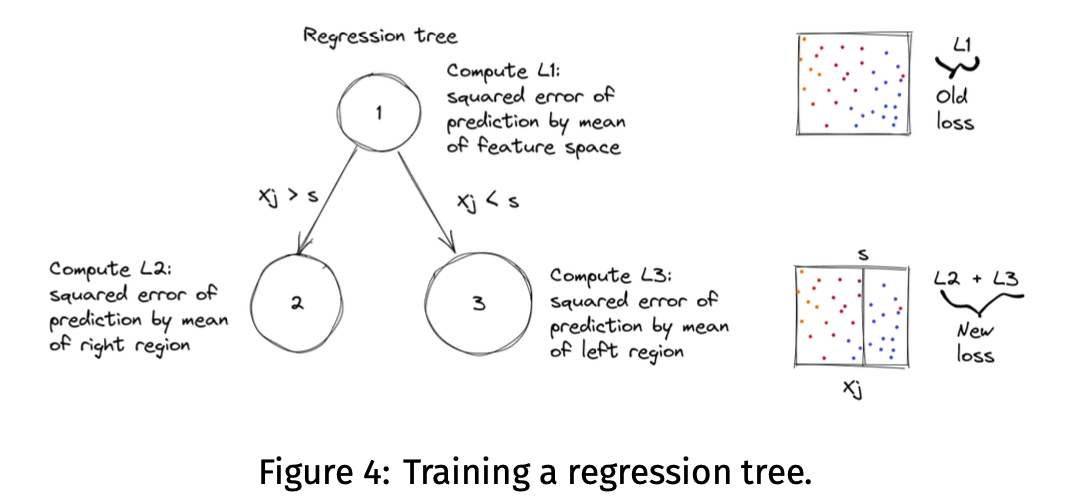 Regression tree
1
Compute L1:
squared error of
prediction by mean
of feature space
xj > s
xj < s
Compute L2:
squared error of
prediction by mean
of right region
2
3
Compute L3:
squared error of
prediction by mean
of left region
L1
Old
loss
s
L2 + L3
New
loss
xj
Figure 4: Training a regression tree.